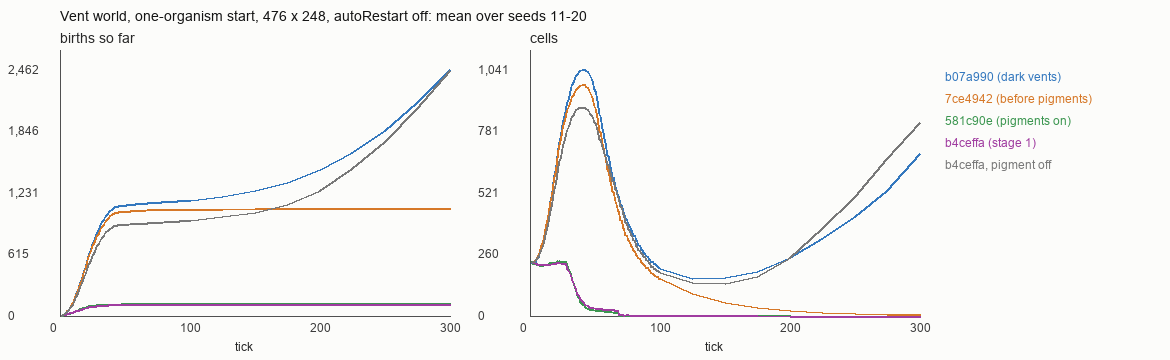 Vent world, one-organism start, 476 x 248, autoRestart off: mean over seeds 11-20
births so far
2,462
1,846
1,231
615
0
0 100 200 300
tick
cells
1,041
781
521
260
0
0 100 200 300
tick
b07a990 (dark vents)
7ce4942 (before pigments)
581c90e (pigments on)
b4ceffa (stage 1)
b4ceffa, pigment off